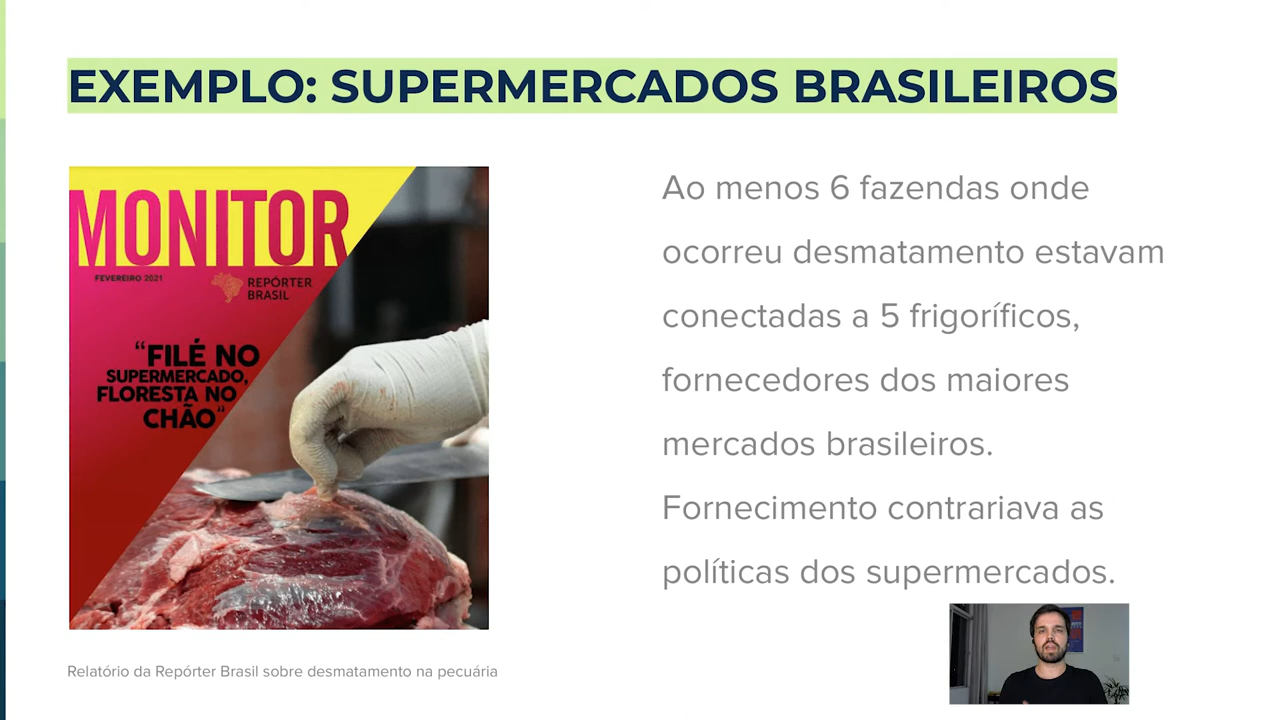 EXEMPLO: SUPERMERCADOS BRASILEIROS
MONITOR
FEVEREIRO 2021
REPÓRTER
BRASIL
“FILÉ NO
SUPERMERCADO,
FLORESTA NO
CHÃO”
Relatório da Repórter Brasil sobre desmatamento na pecuária
Ao menos 6 fazendas onde
ocorreu desmatamento estavam
conectadas a 5 frigoríficos,
fornecedores dos maiores
mercados brasileiros.
Fornecimento contrariava as
políticas dos supermercados.